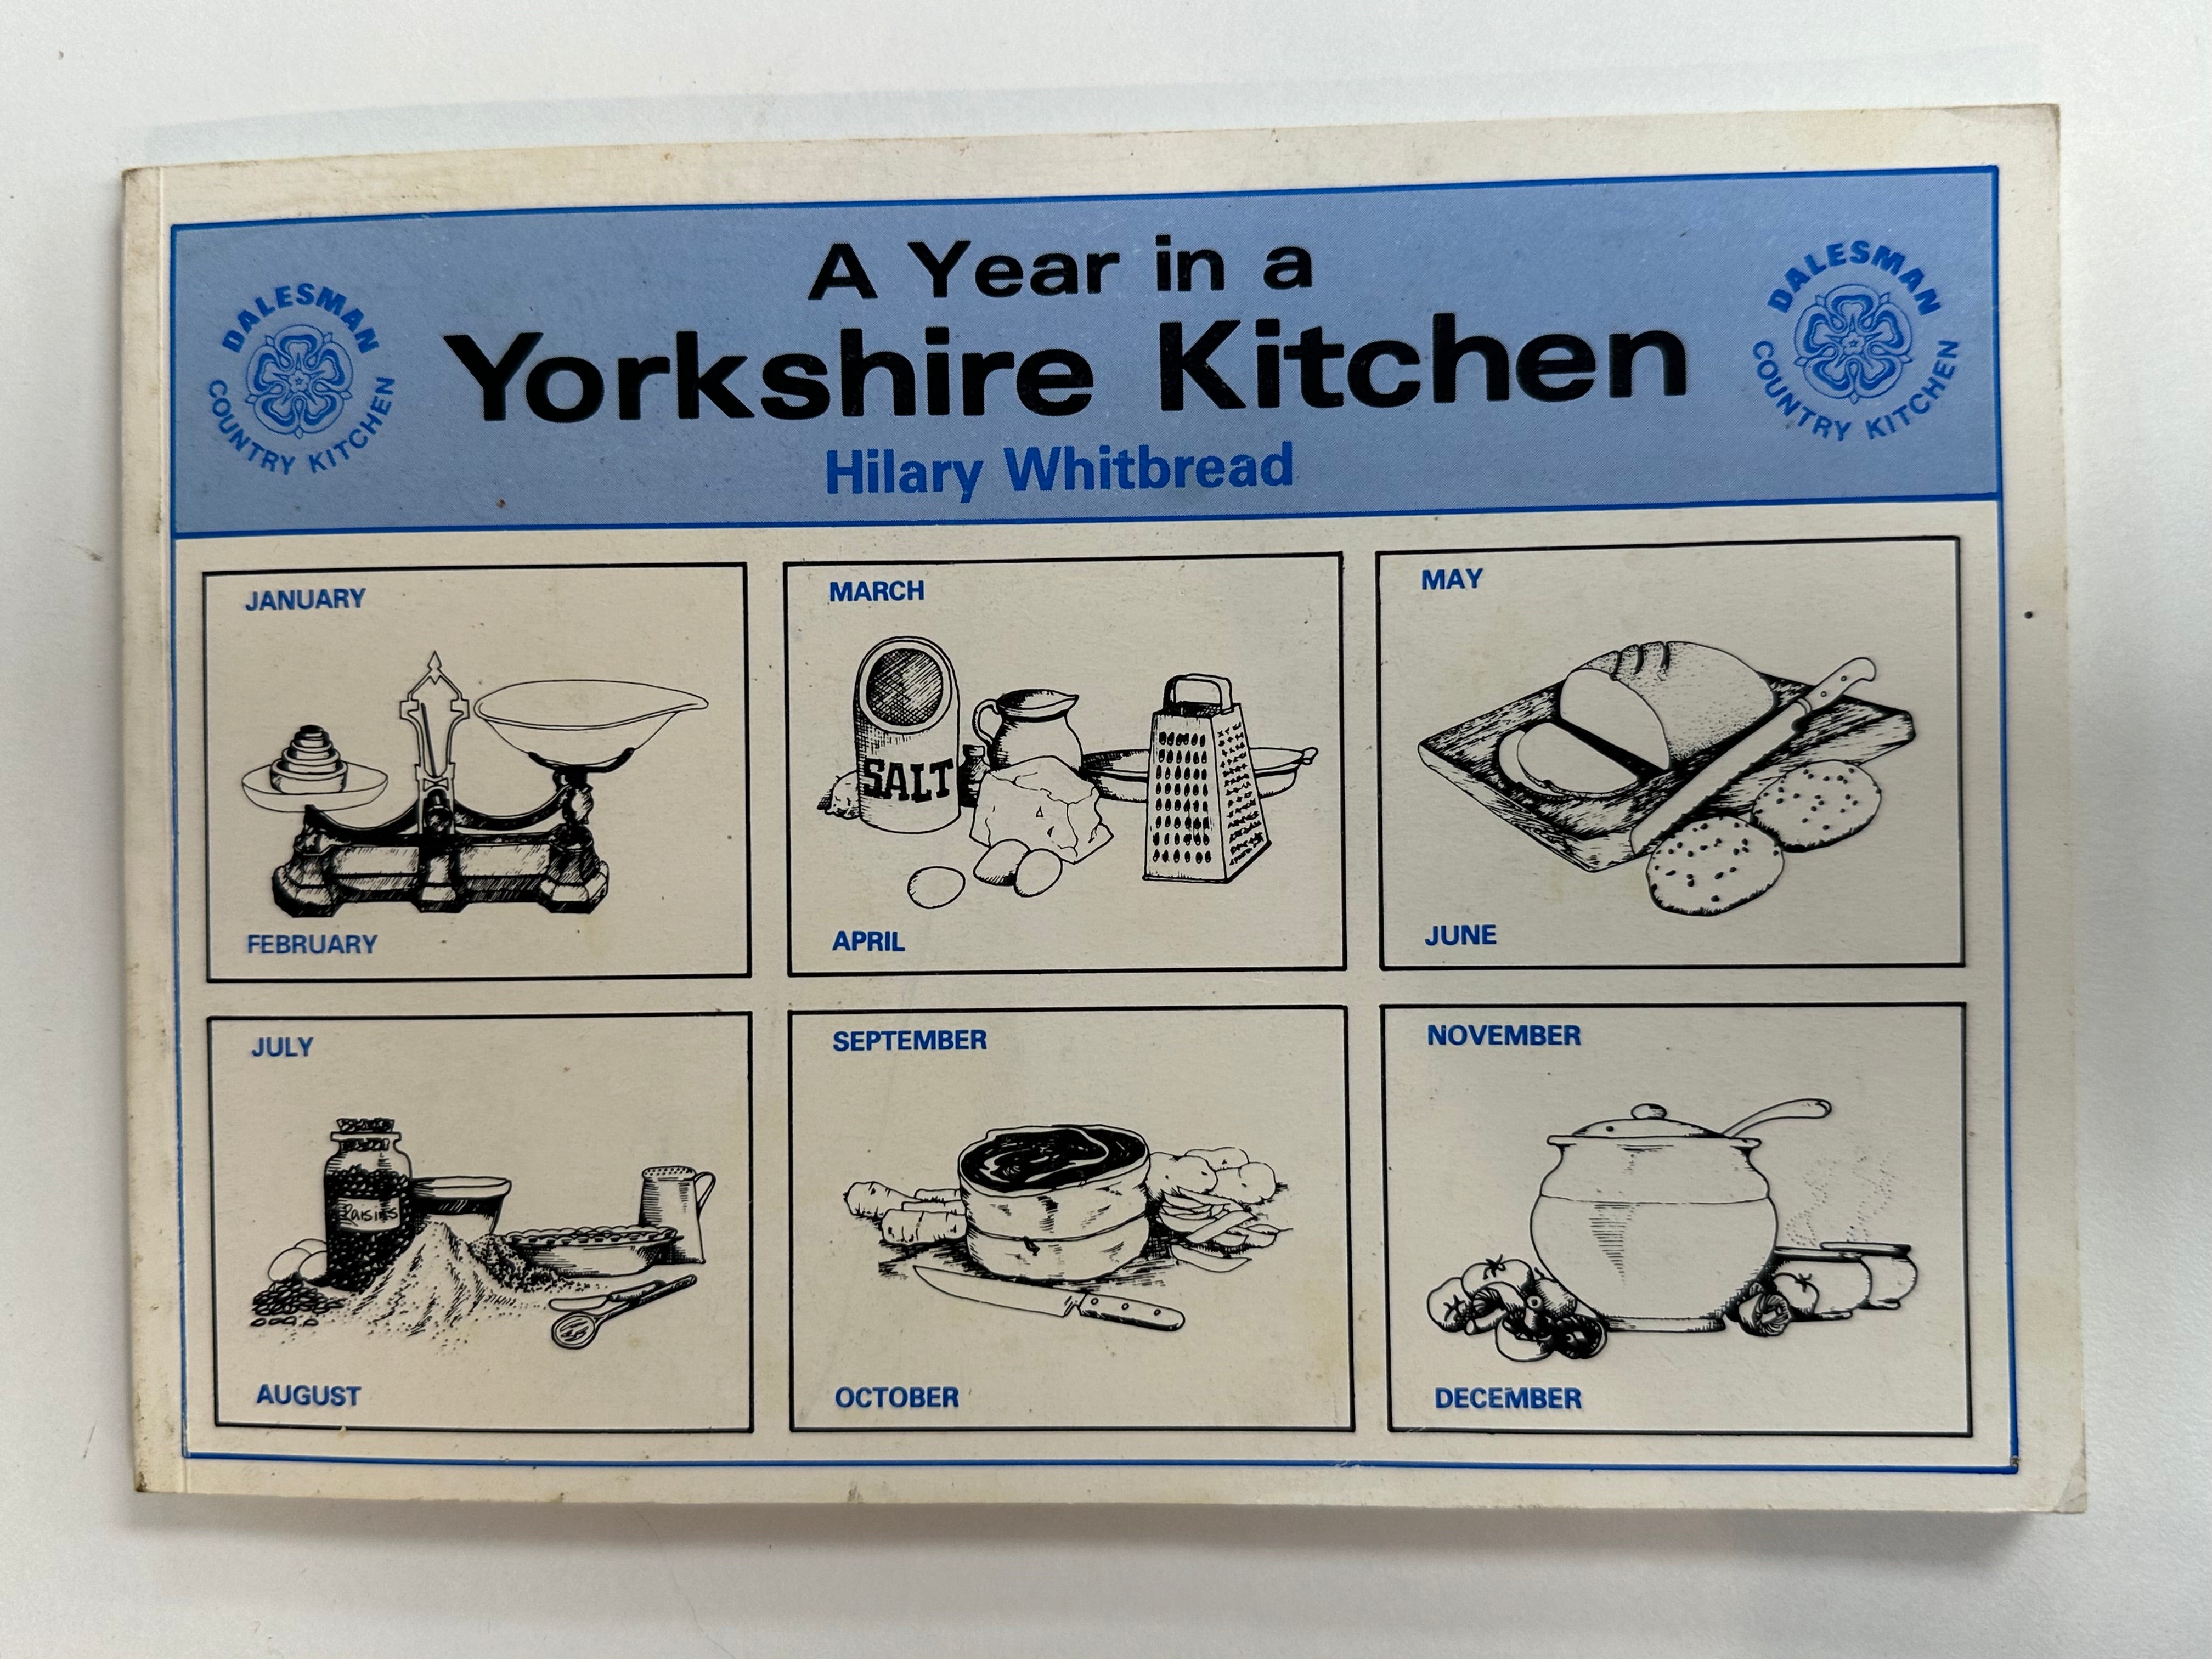 A Year in a
Yorkshire Kitchen
Hilary Whitbread
DALESMAN
COUNTRY KITCHEN
DALESMAN
COUNTRY KITCHEN
JANUARY
FEBRUARY
MARCH
SALT
APRIL
MAY
JUNE
JULY
Raisins
AUGUST
SEPTEMBER
OCTOBER
NOVEMBER
DECEMBER